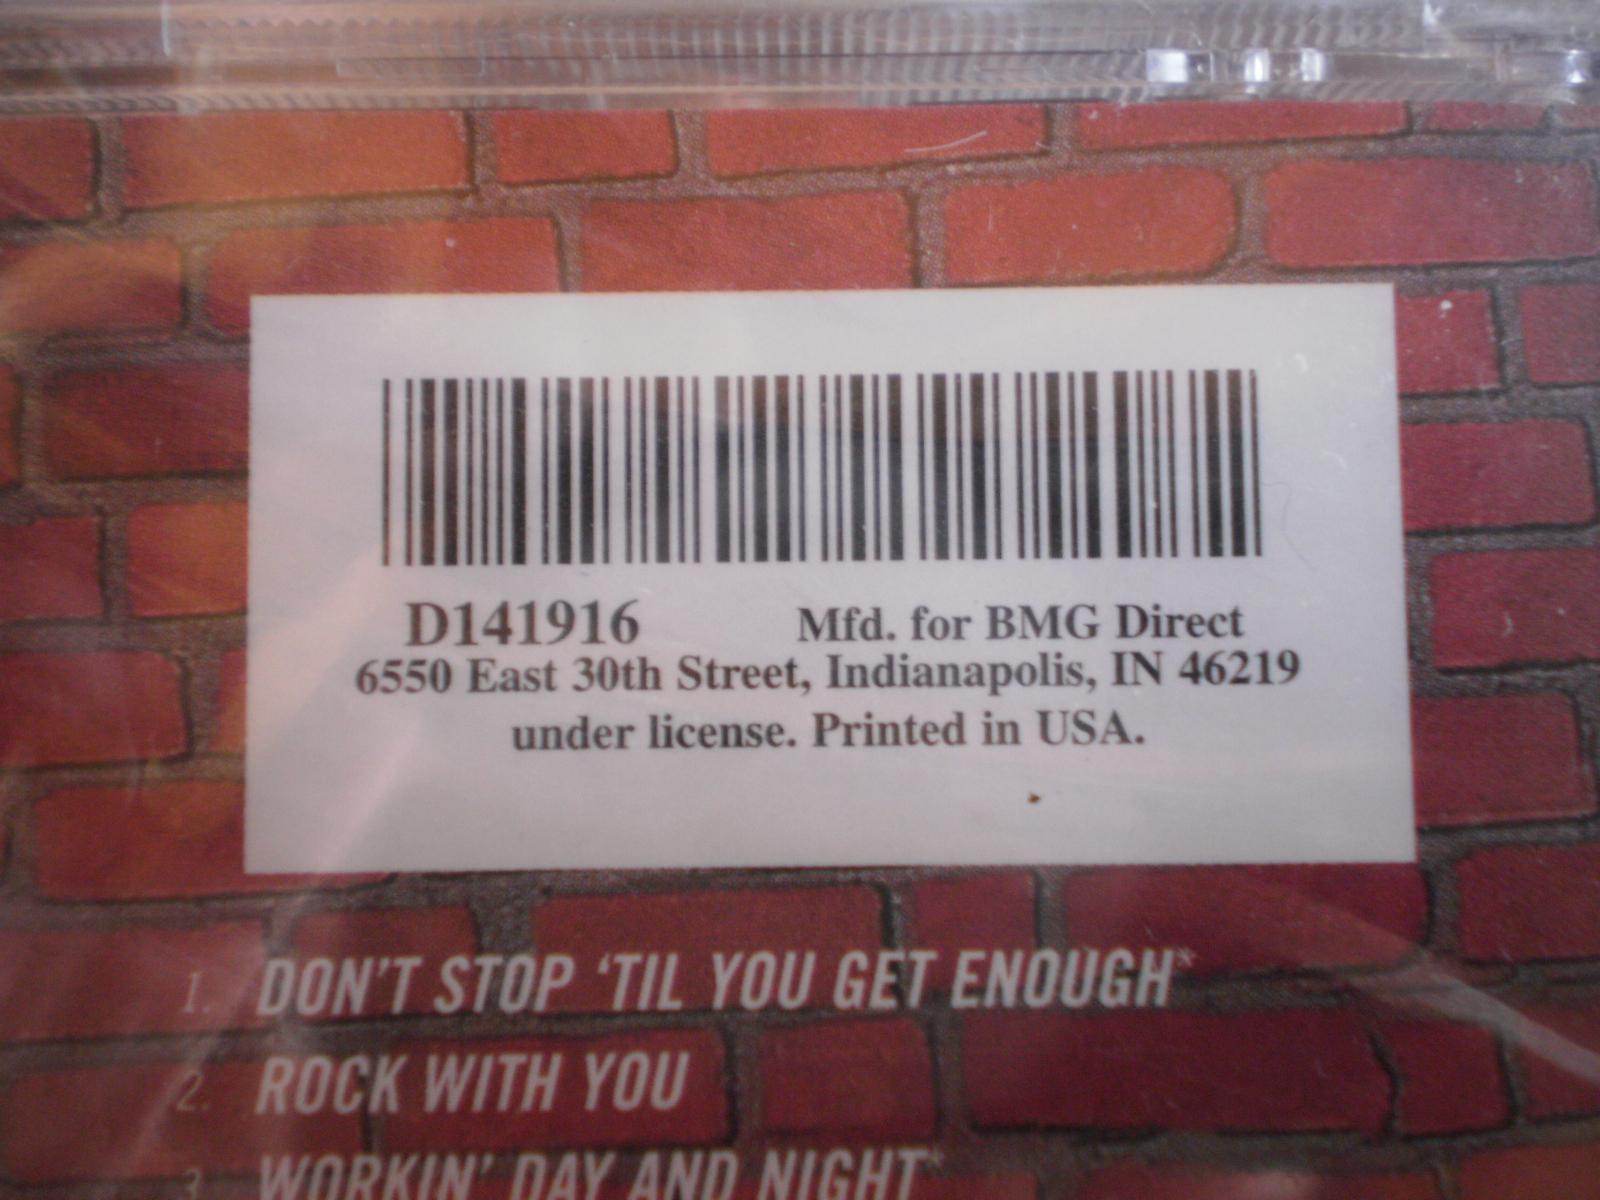 D141916 Mfd. for BMG Direct
6550 East 30th Street, Indianapolis, IN 46219
under license. Printed in USA.
1. DON'T STOP 'TIL YOU GET ENOUGH*
2. ROCK WITH YOU
3. WORKIN' DAY AND NIGHT*